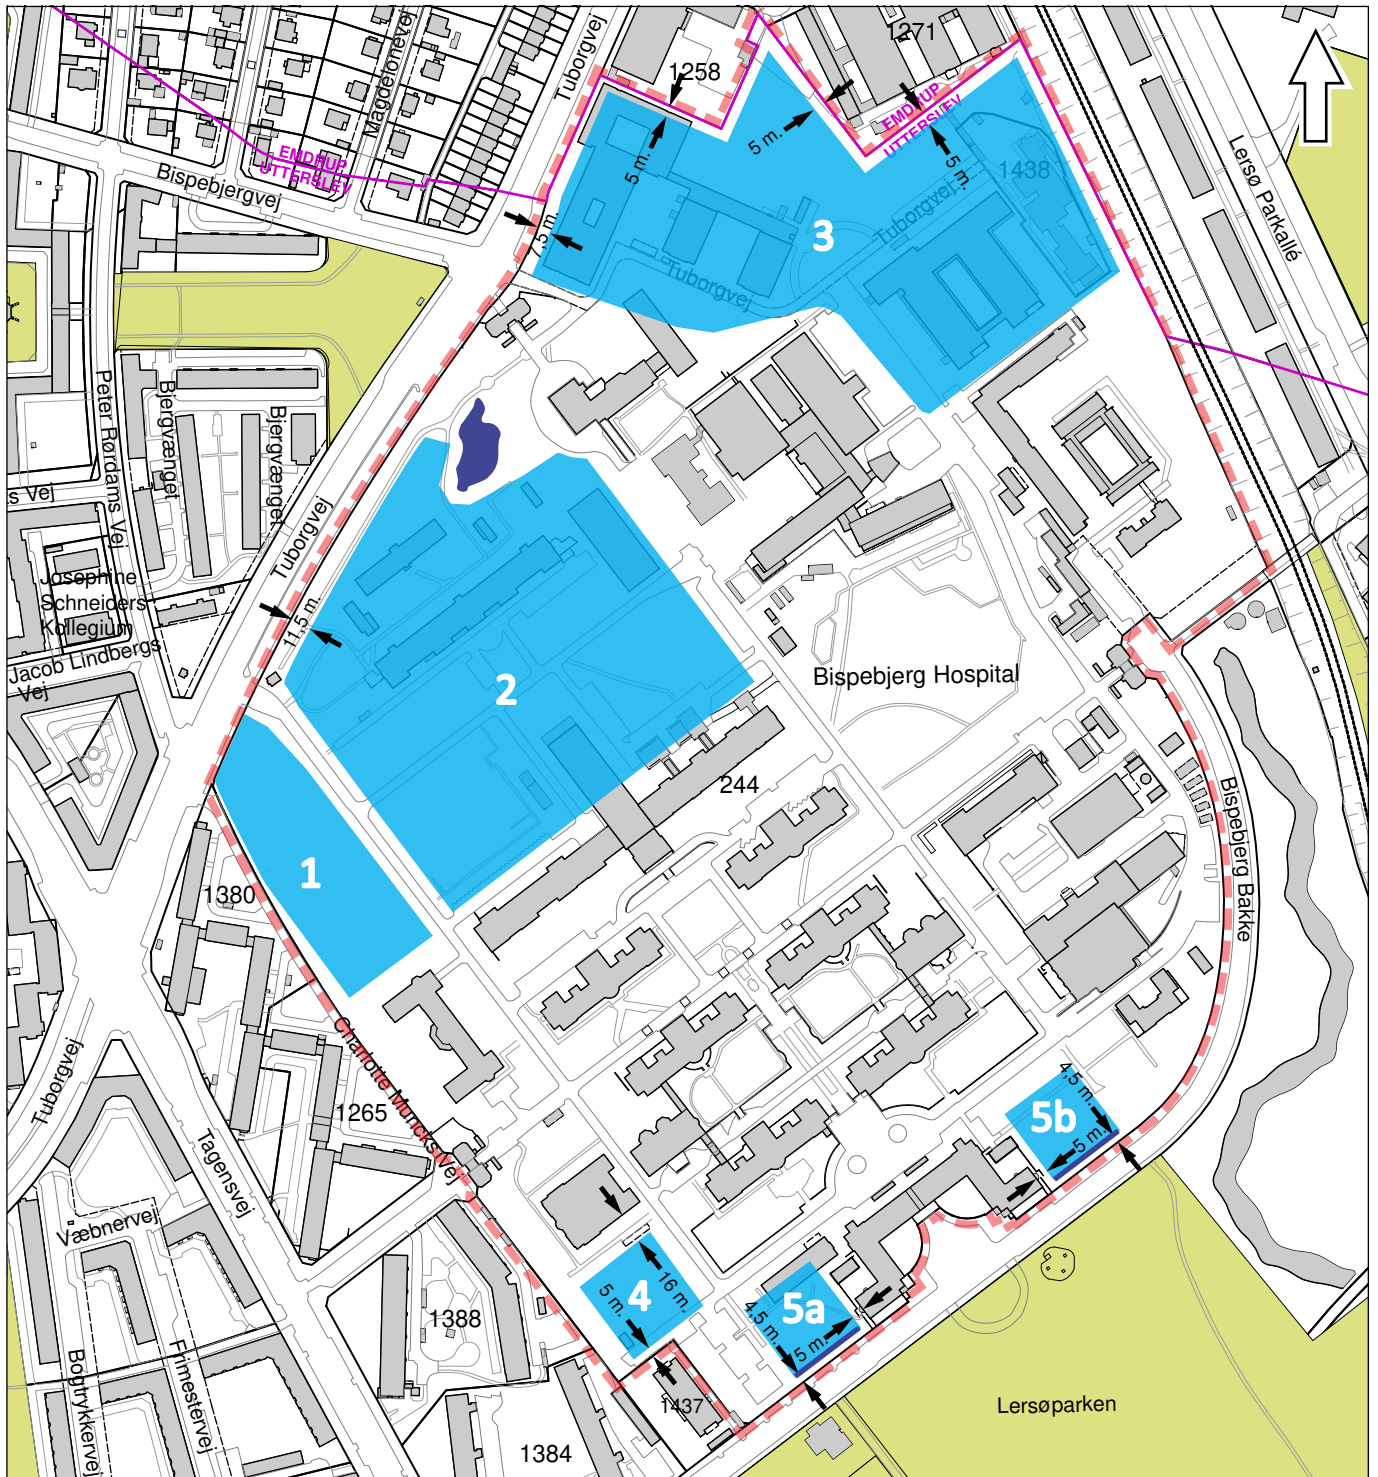 1271
1258
Tuborgvej
Magdelonevej
EMDRUP
UTTERSLEV
EMDRUP
UTTERSLEV
Bispebjergvej
5 m.
5 m.
5 m.
1438
Lersø Parkallé
7,5 m.
3
Tuborgvej
Tuborgvej
Peter Rørdams Vej
Bjergvænget
Bjergvænget
s Vej
Tuborgvej
Josephine
Schneiders
Kollegium
Jacob Lindbergs
Vej
11,5 m.
2
Bispebjerg Hospital
244
Bispebjerg Bakke
1
1380
Charlotte Muncks Vej
Tuborgvej
1265
Tagensvej
4,5 m.
5b
5 m.
Væbnervej
16 m.
5 m.
4
5a
4,5 m.
5 m.
1388
Frimestervej
Bogtrykkervej
1437
Lersøparken
1384